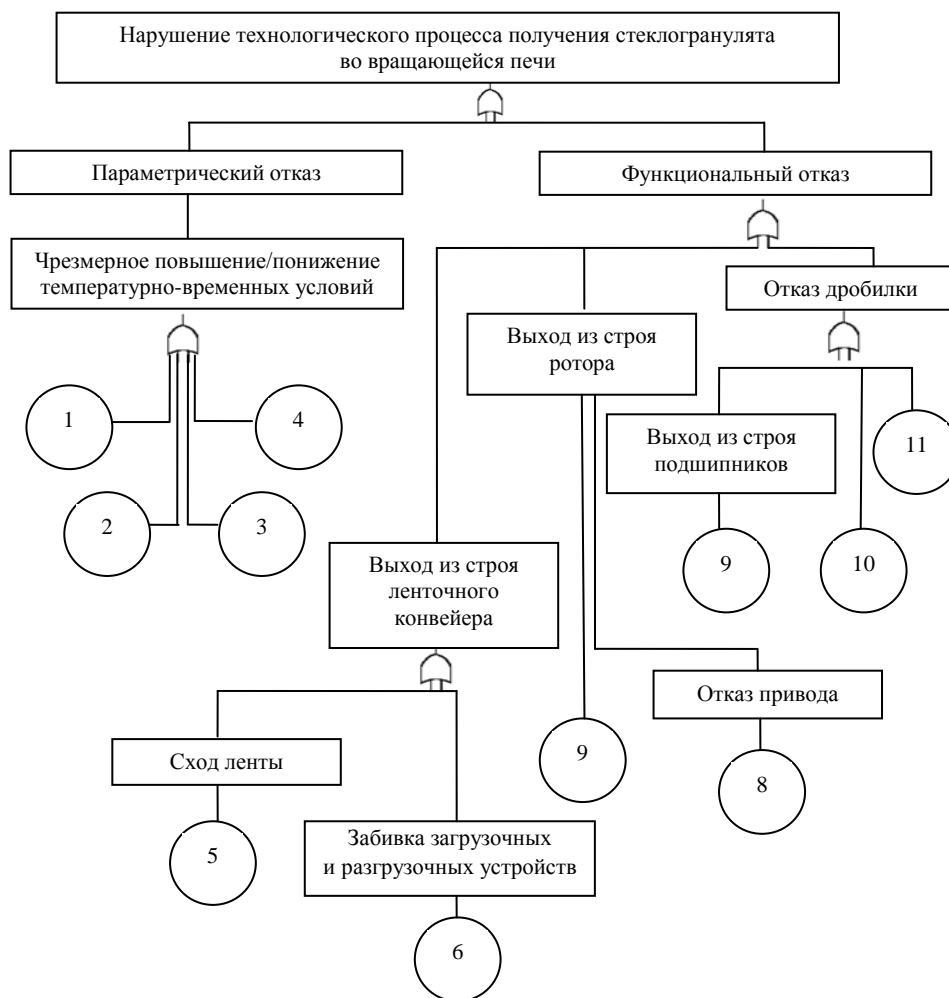 Нарушение технологического процесса получения стеклогранулята
во вращающейся печи
Параметрический отказ
Функциональный отказ
Чрезмерное повышение/понижение
температурно-временных условий
Отказ дробилки
Выход из строя
ротора
1
4
Выход из строя
подшипников
11
2
3
9
10
Выход из строя
ленточного
конвейера
Отказ привода
Сход ленты
9
8
5
Забивка загрузочных
и разгрузочных устройств
6